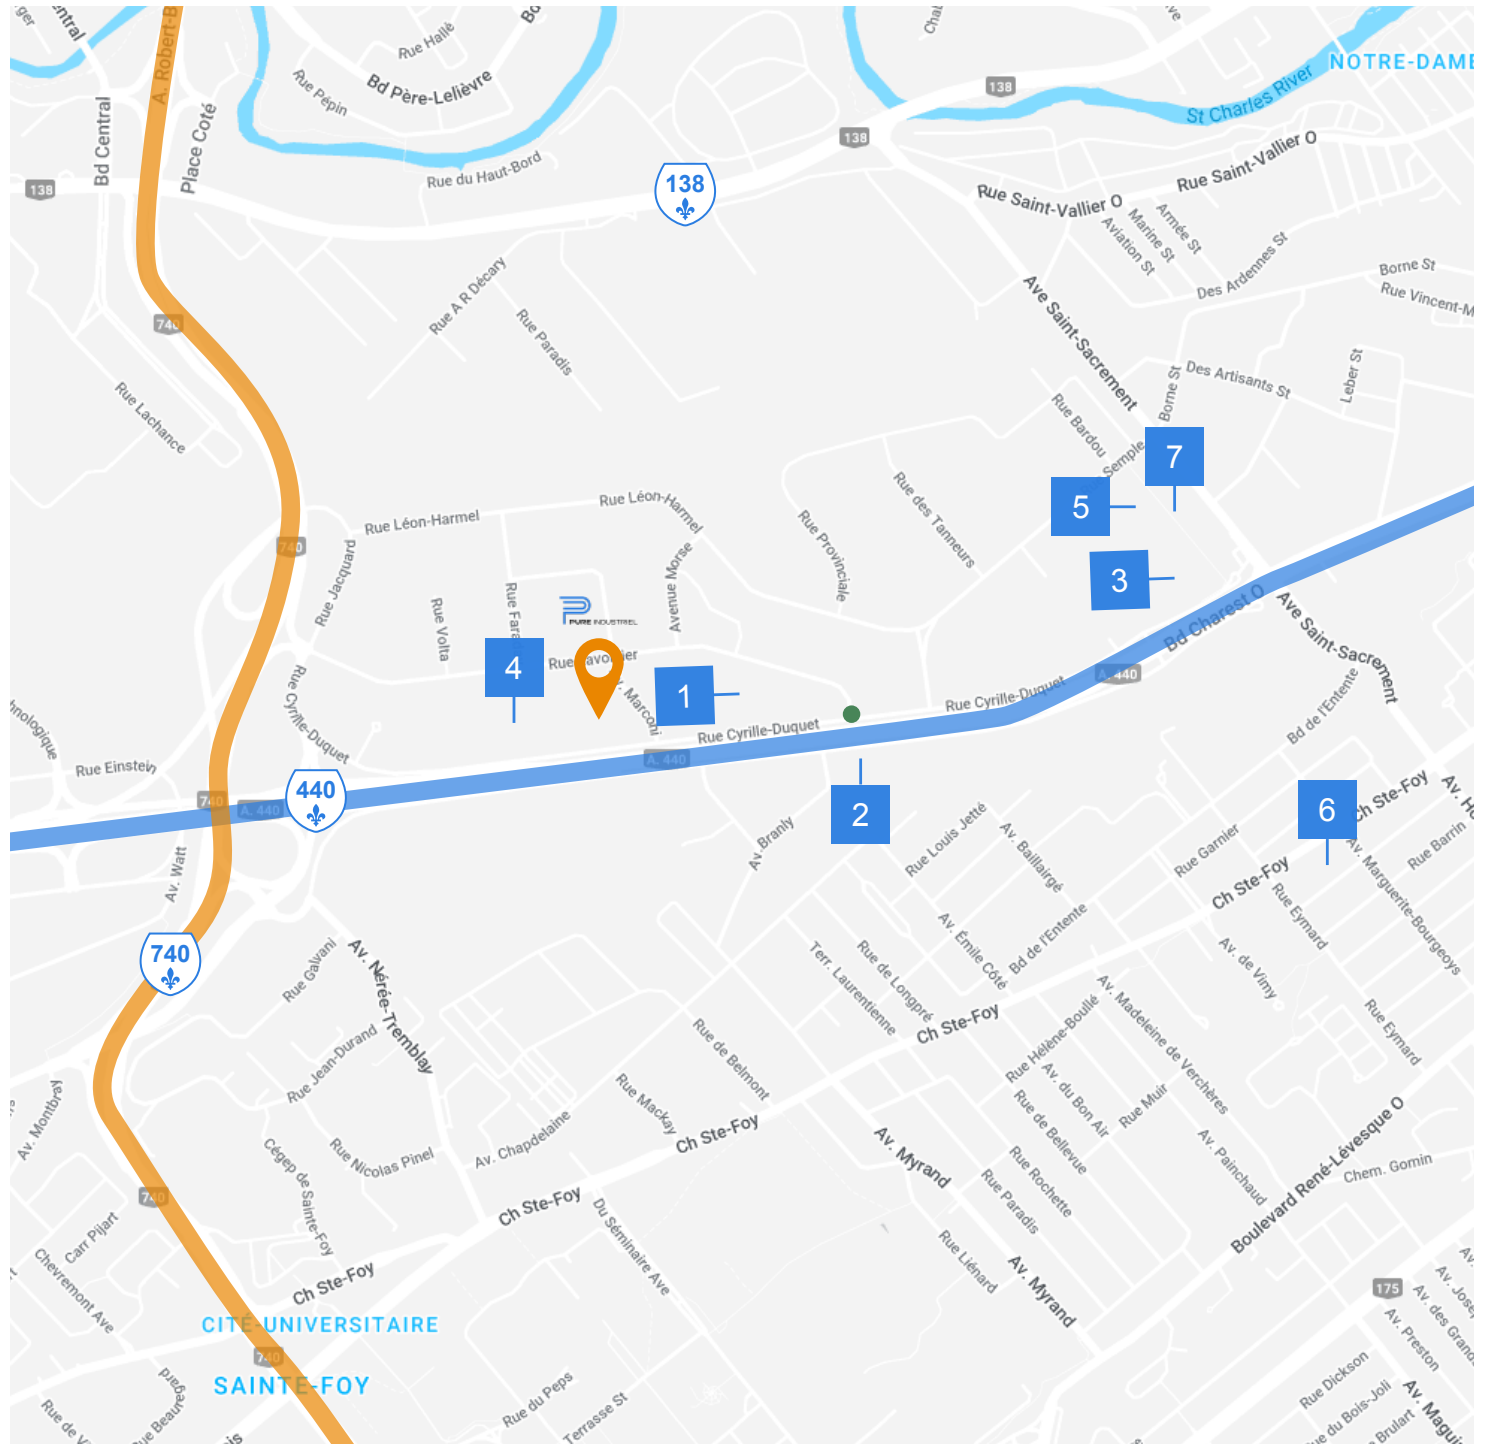 A. Robert-B
Rue Hallé
Bd Père-Lelièvre
Rue Pépin
Bd Central
Place Coté
NOTRE-DAME
138
St Charles River
138
Rue Saint-Vallier O
Rue du Haut-Bord
138
138
Rue Saint-Vallier O
Armée St
Marine St
Aviation St
Des Ardennes St
Borne St
Rue Vincent-M
Rue A R Décary
Rue Paradis
740
Ave Saint-Sacrement
Des Artisants St
Leber St
Borne St
Rue Lachance
Rue Bardou
Semple
7
5
Rue Léon-Harmel
Rue Léon-Harmel
Rue des Tanneurs
Rue Provinciale
740
Rue Jacquard
Avenue Morse
3
Bd Charest O
Rue Volta
Rue Fara
PURE INDUSTRIEL
Ave Saint-Sacrement
4
1
A. 440
Rue Cyrille-Duquet
Rue Cyrille-Duquet
Rue Cyrille-Duquet
Marconi
Bd de l'Entente
hnologique
Rue Einstein
A. 440
440
740
A. 440
2
6
Ch Ste-Foy
Av. Branly
Rue Louis Jetté
Av. Baillairgé
Rue Garnier
Rue Barrin
Av. Marguerite-Bourgeoys
Av. Watt
Ch Ste-Foy
Rue Eymard
740
Rue Galvani
Av. Nérée-Tremblay
Av. Émile Côté
Bd de l'Entente
Av. de Vimy
Rue de Longpré
Terr. Laurentienne
Av. Madeleine de Verchères
Ch Ste-Foy
Rue Hélène-Boullé
Rue Eymard
Rue Jean-Durand
Rue de Belmont
Rue Mackay
Av. du Bon Air
Rue Muir
Rue de Bellevue
Av. Montbray
Av. Chapdelaine
Ch Ste-Foy
Av. Myrand
Av. Painchaud
Boulevard René-Lévesque O
Chem. Gomin
Rue Nicolas Pinel
Cégep de Sainte-Foy
Rue Rochette
Rue Paradis
740
Ch Ste-Foy
Du Séminaire Ave
Carr Pijart
Chevremont Ave
Ch Ste-Foy
Rue Liénard
Av. Myrand
175
Av. des Grand
Av. Preston
CITÉ-UNIVERSITAIRE
740
SAINTE-FOY
Rue du Peps
Terrasse St
Rue Dickson
Rue du Bois-Joli
Brulart
Av. Magui